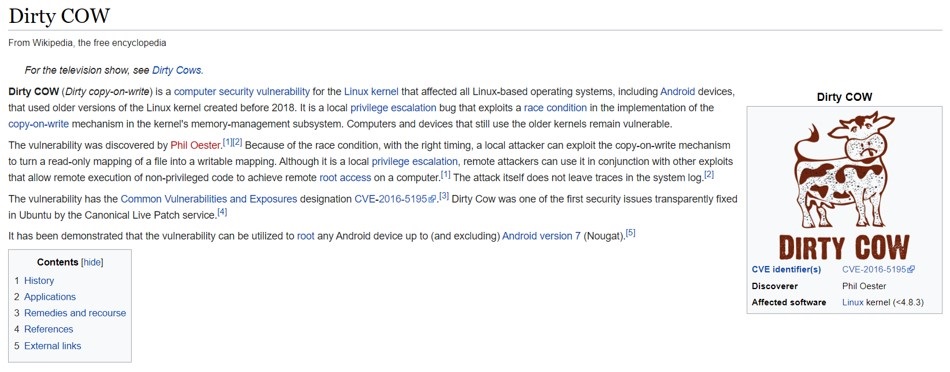 Dirty COW
From Wikipedia, the free encyclopedia
For the television show, see Dirty Cows.
Dirty COW (Dirty copy-on-write) is a computer security vulnerability for the Linux kernel that affected all Linux-based operating systems, including Android devices,
that used older versions of the Linux kernel created before 2018. It is a local privilege escalation bug that exploits a race condition in the implementation of the
copy-on-write mechanism in the kernel's memory-management subsystem. Computers and devices that still use the older kernels remain vulnerable.
The vulnerability was discovered by Phil Oester.[1][2] Because of the race condition, with the right timing, a local attacker can exploit the copy-on-write mechanism
to turn a read-only mapping of a file into a writable mapping. Although it is a local privilege escalation, remote attackers can use it in conjunction with other exploits
that allow remote execution of non-privileged code to achieve remote root access on a computer.[1] The attack itself does not leave traces in the system log.[2]
The vulnerability has the Common Vulnerabilities and Exposures designation CVE-2016-5195.[3] Dirty Cow was one of the first security issues transparently fixed
in Ubuntu by the Canonical Live Patch service.[4]
It has been demonstrated that the vulnerability can be utilized to root any Android device up to (and excluding) Android version 7 (Nougat).[5]
Contents [hide]
1 History
2 Applications
3 Remedies and recourse
4 References
5 External links
Dirty COW
DIRTY COW
CVE identifier(s) CVE-2016-5195
Discoverer Phil Oester
Affected software Linux kernel (<4.8.3)